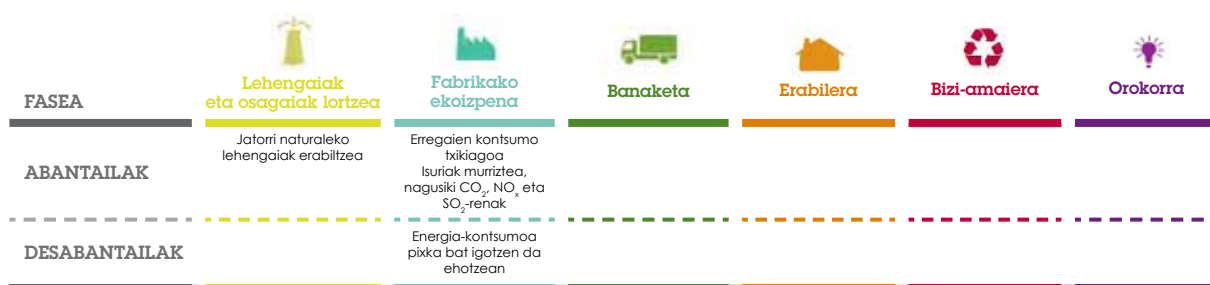 FASEA
Lehengaiak
eta osagaiak lortzea
Fabrikako
ekoizpena
Banaketa
Erabilera
Bizi-amaiera
Orokorra
ABANTAILAK
Jatorri naturaleko
lehengaiak erabiltzea
Erregaien kontsumo
txikiagoa
Isuriak murriztea,
nagusiki CO₂, NOₓ eta
SO₂-renak
DESABANTAILAK
Energia-kontsumoa
pixka bat igotzen da
ehotzean